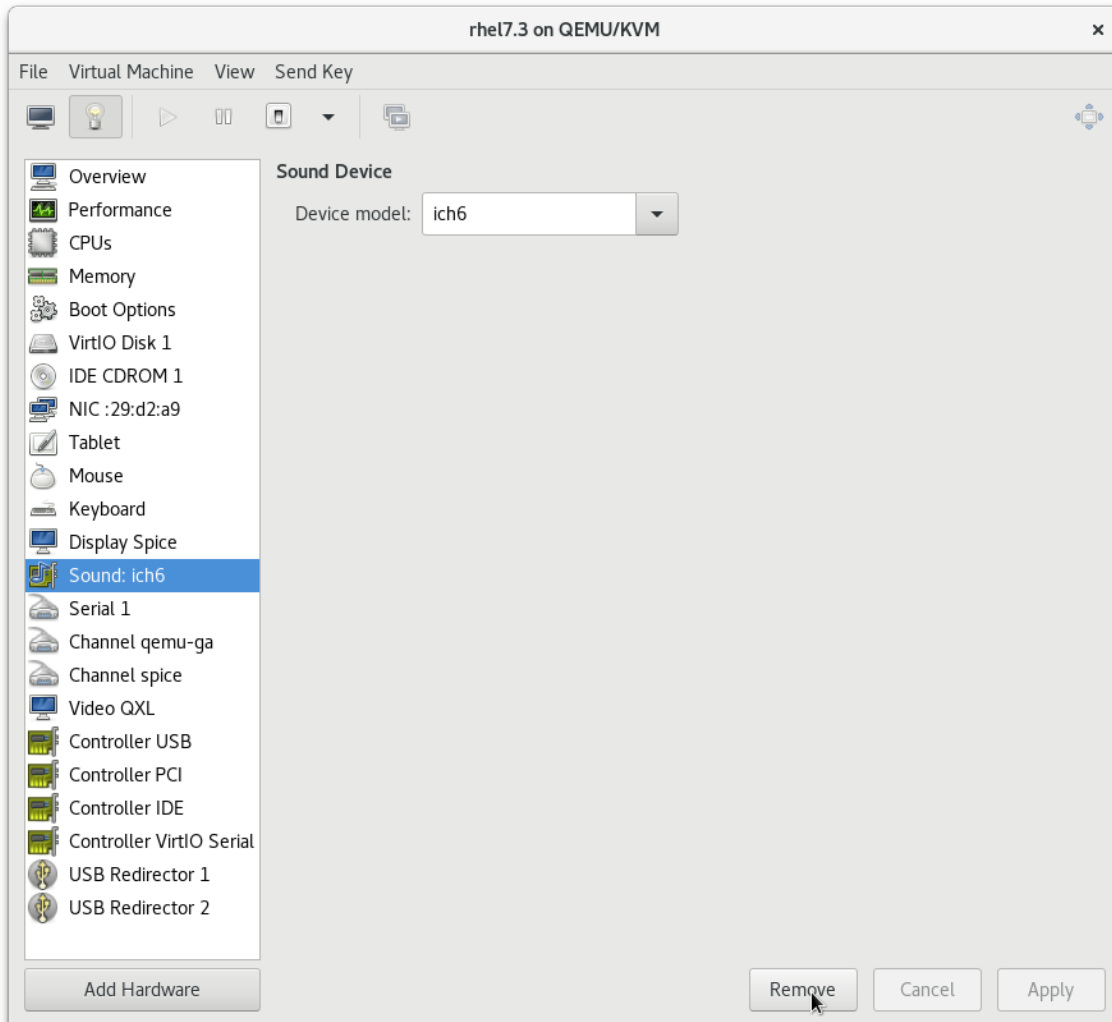 rhel7.3 on QEMU/KVM
File Virtual Machine View Send Key
Overview
Performance
CPUs
Memory
Boot Options
VirtIO Disk 1
IDE CDROM 1
NIC :29:d2:a9
Tablet
Mouse
Keyboard
Display Spice
Sound: ich6
Serial 1
Channel qemu-ga
Channel spice
Video QXL
Controller USB
Controller PCI
Controller IDE
Controller VirtIO Serial
USB Redirector 1
USB Redirector 2
Add Hardware
Sound Device
Device model: ich6
Remove Cancel Apply